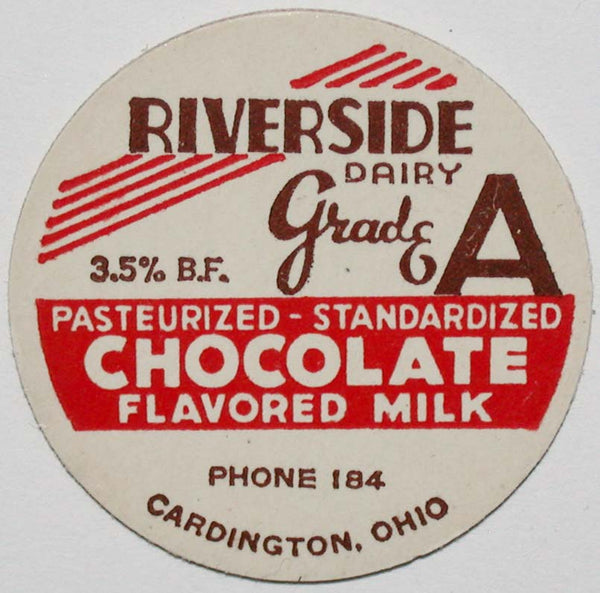 RIVERSIDE
DAIRY
Grade A
3.5% B.F.
PASTEURIZED - STANDARDIZED
CHOCOLATE
FLAVORED MILK
PHONE 184
CARDINGTON, OHIO